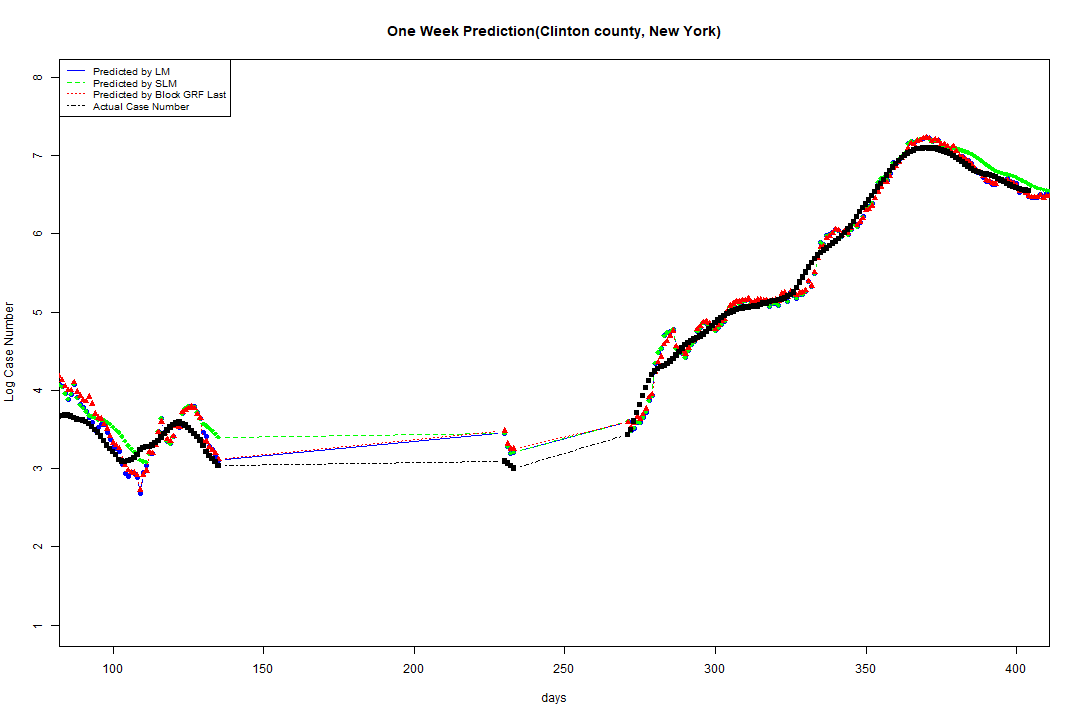 One Week Prediction(Clinton county, New York)
Predicted by LM
Predicted by SLM
Predicted by Block GRF Last
Actual Case Number
8
7
6
5
4
3
2
1
Log Case Number
100 150 200 250 300 350 400
days